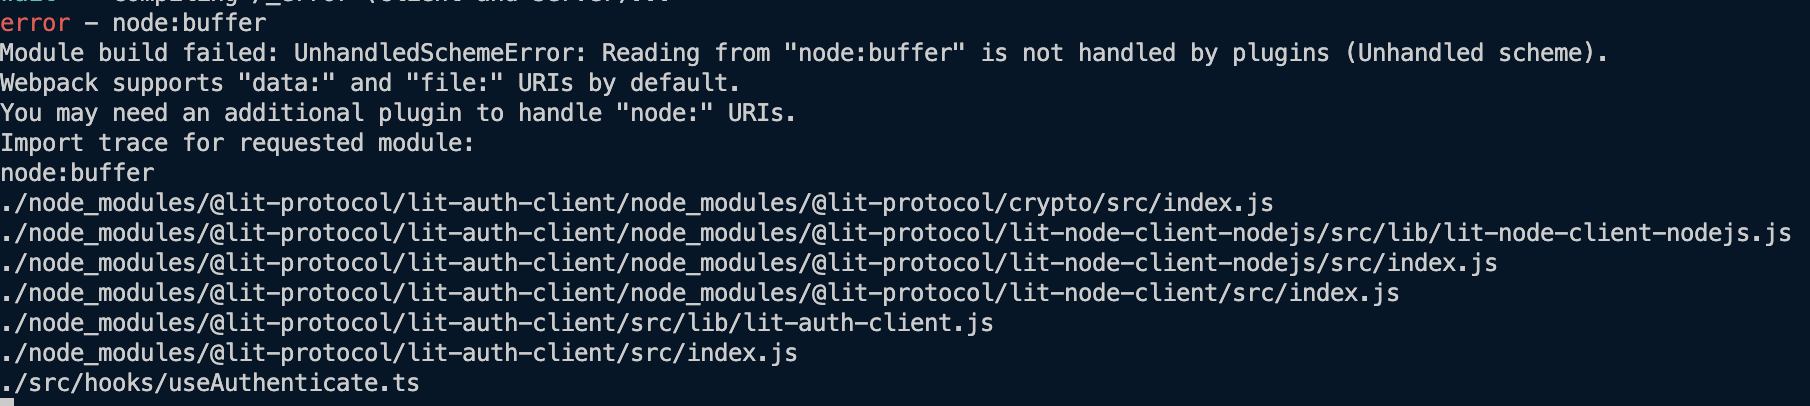 error - node:buffer
Module build failed: UnhandledSchemeError: Reading from "node:buffer" is not handled by plugins (Unhandled scheme).
Webpack supports "data:" and "file:" URIs by default.
You may need an additional plugin to handle "node:" URIs.
Import trace for requested module:
node:buffer
./node_modules/@lit-protocol/lit-auth-client/node_modules/@lit-protocol/crypto/src/index.js
./node_modules/@lit-protocol/lit-auth-client/node_modules/@lit-protocol/lit-node-client-nodejs/src/lib/lit-node-client-nodejs.js
./node_modules/@lit-protocol/lit-auth-client/node_modules/@lit-protocol/lit-node-client-nodejs/src/index.js
./node_modules/@lit-protocol/lit-auth-client/node_modules/@lit-protocol/lit-node-client/src/index.js
./node_modules/@lit-protocol/lit-auth-client/src/lib/lit-auth-client.js
./node_modules/@lit-protocol/lit-auth-client/src/index.js
./src/hooks/useAuthenticate.ts